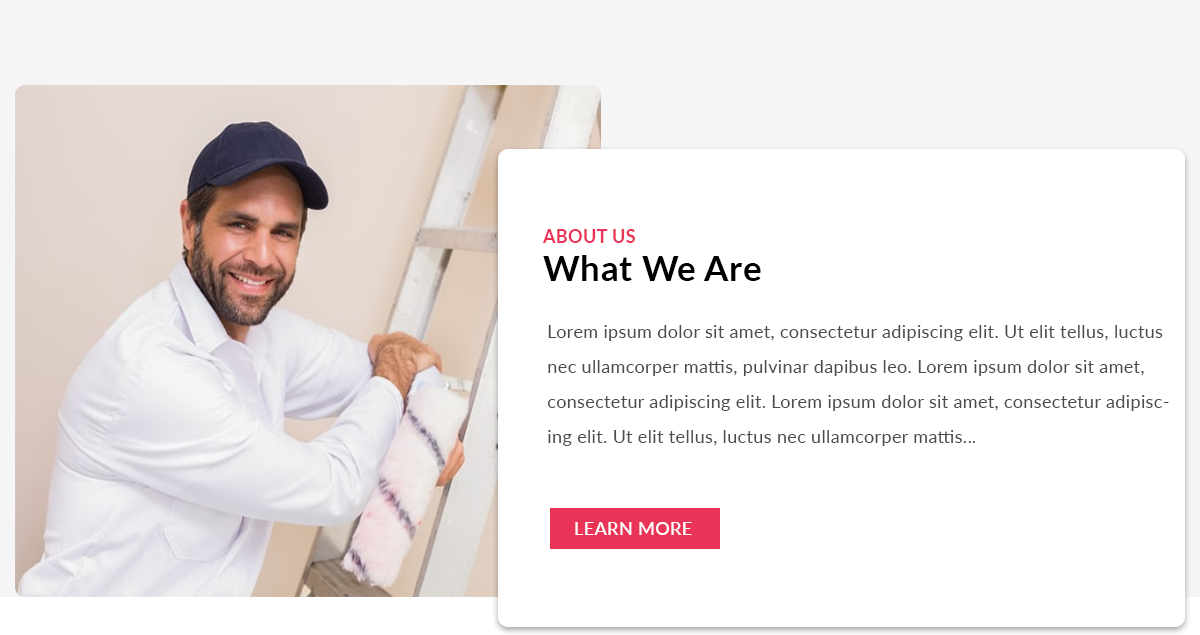 ABOUT US
What We Are
Lorem ipsum dolor sit amet, consectetur adipiscing elit. Ut elit tellus, luctus
nec ullamcorper mattis, pulvinar dapibus leo. Lorem ipsum dolor sit amet,
consectetur adipiscing elit. Lorem ipsum dolor sit amet, consectetur adipisc-
ing elit. Ut elit tellus, luctus nec ullamcorper mattis...
LEARN MORE